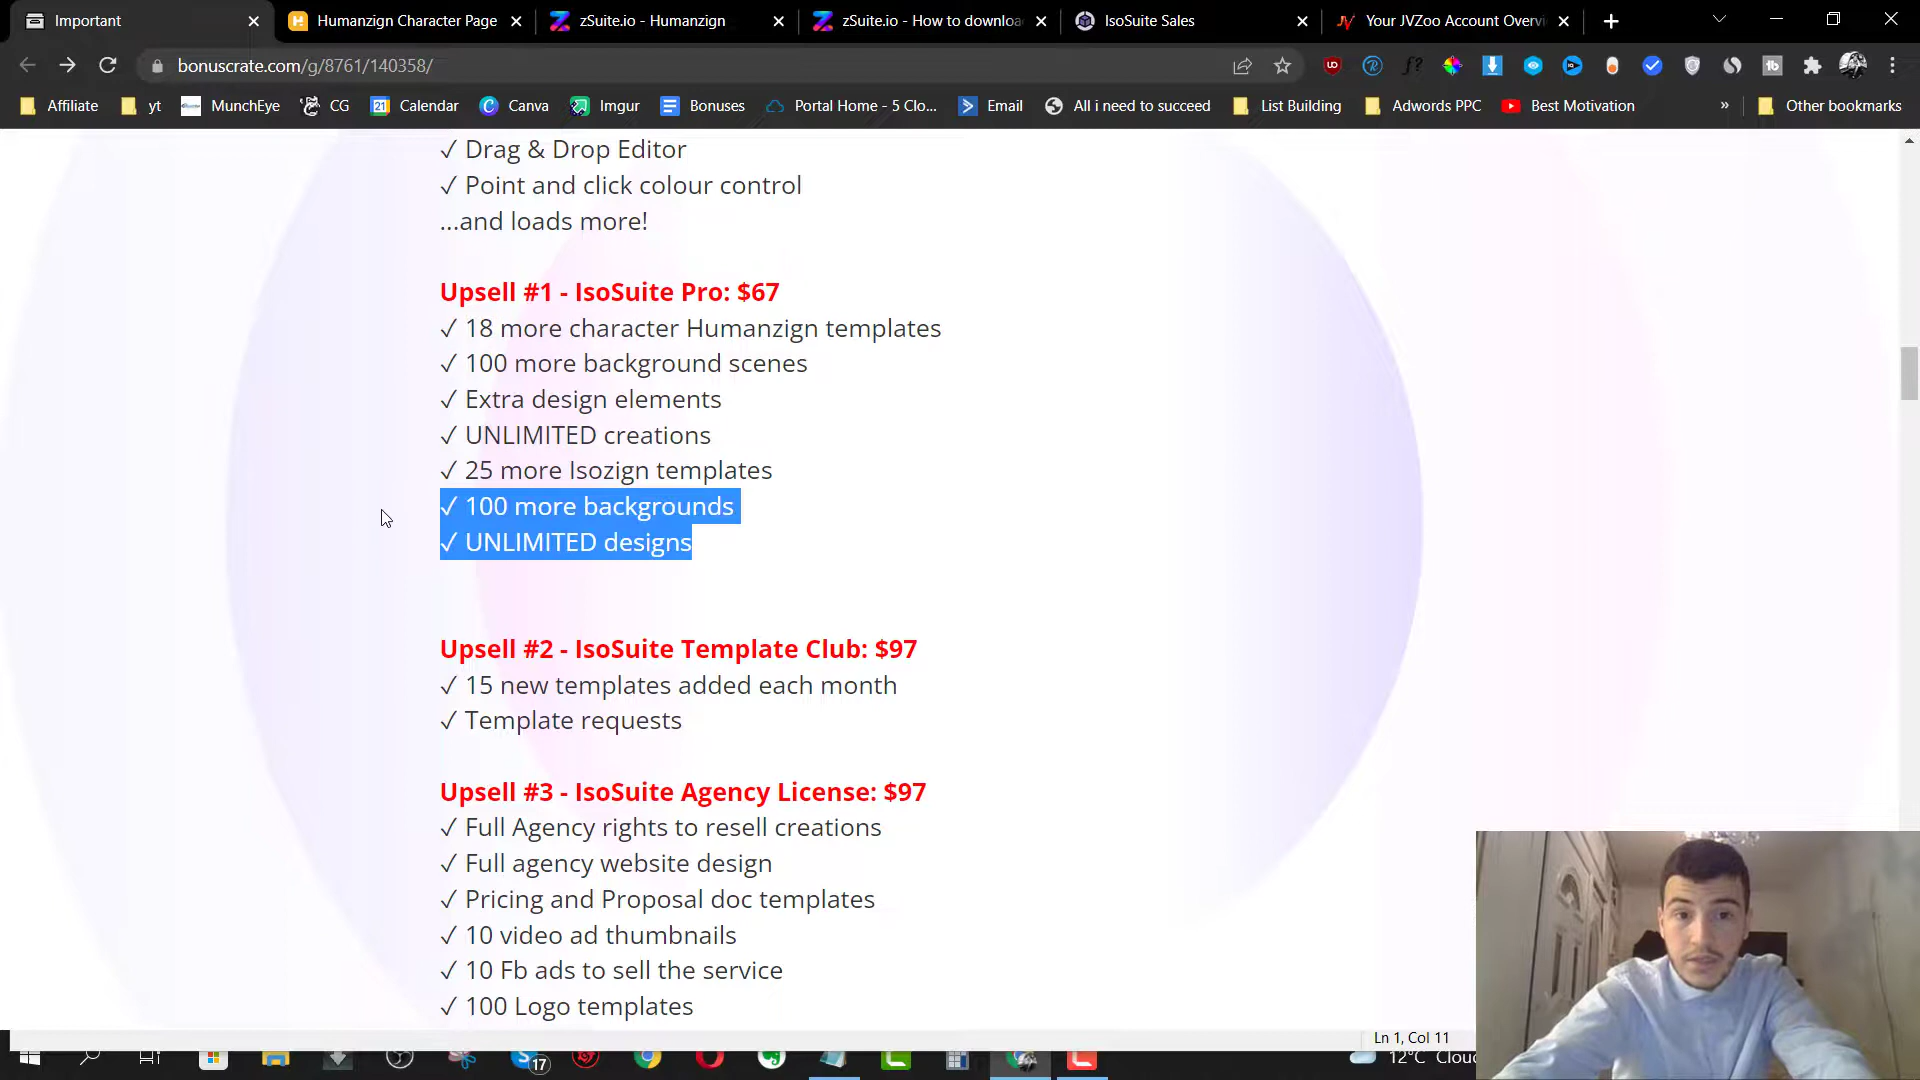 Important
Humanzign Character Page
zSuite.io - Humanzign
zSuite.io - How to downloa
IsoSuite Sales
Your JVZoo Account Overvi
bonuscrate.com/g/8761/140358/
Affiliate
yt
MunchEye
CG
Calendar
Canva
Imgur
Bonuses
Portal Home - 5 Clo...
Email
All i need to succeed
List Building
Adwords PPC
Best Motivation
»
Other bookmarks
✓ Drag & Drop Editor
✓ Point and click colour control
...and loads more!
Upsell #1 - IsoSuite Pro: $67
✓ 18 more character Humanzign templates
✓ 100 more background scenes
✓ Extra design elements
✓ UNLIMITED creations
✓ 25 more Isozign templates
✓ 100 more backgrounds
✓ UNLIMITED designs
Upsell #2 - IsoSuite Template Club: $97
✓ 15 new templates added each month
✓ Template requests
Upsell #3 - IsoSuite Agency License: $97
✓ Full Agency rights to resell creations
✓ Full agency website design
✓ Pricing and Proposal doc templates
✓ 10 video ad thumbnails
✓ 10 Fb ads to sell the service
✓ 100 Logo templates
Ln 1, Col 11
17
12°C Cloud